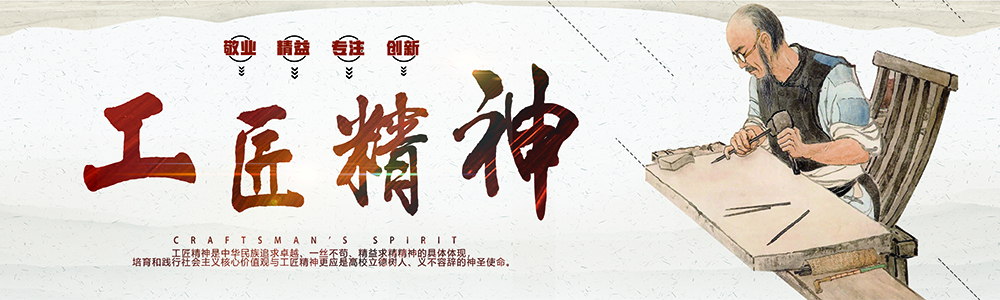 敬业 精益 专注 创新
工匠精神
CRAFTSMAN'S SPIRIT
工匠精神是中华民族追求卓越、一丝不苟、精益求精精神的具体体现，
培育和践行社会主义核心价值观与工匠精神更应是高校立德树人、义不容辞的神圣使命。